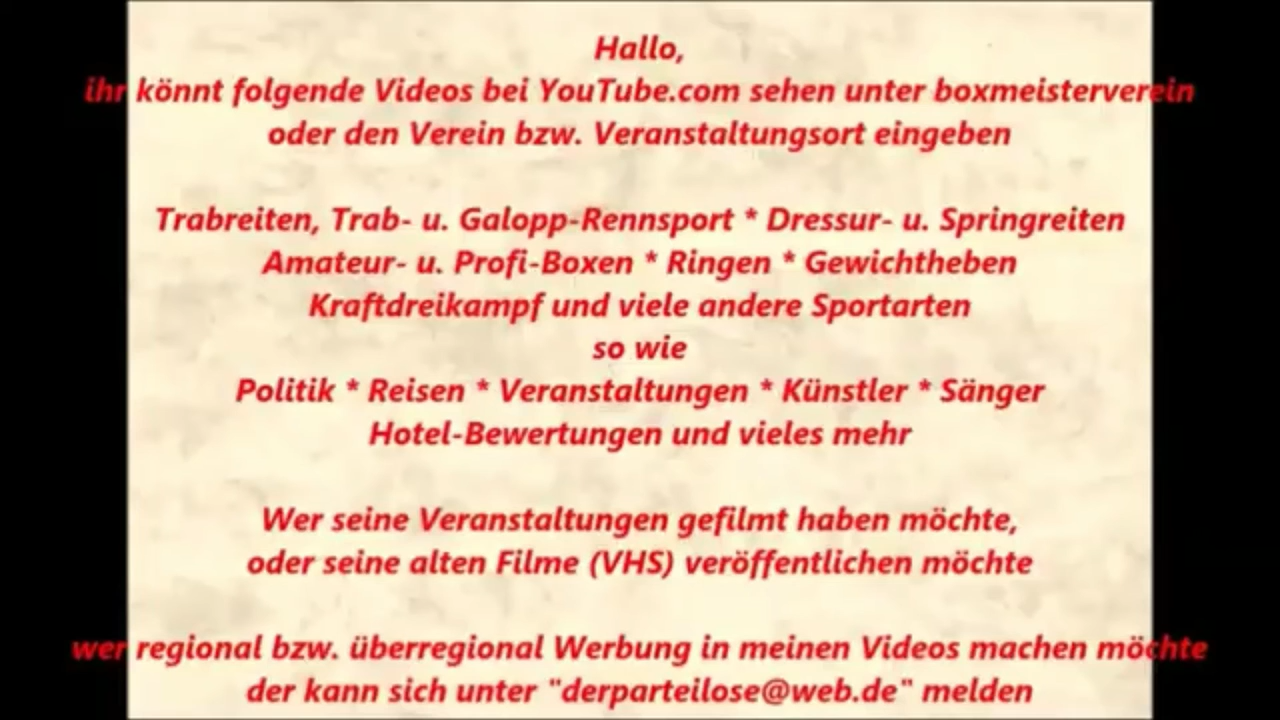 Hallo,
ihr könnt folgende Videos bei YouTube.com sehen unter boxmeisterverein
oder den Verein bzw. Veranstaltungsort eingeben
Trabreiten, Trab- u. Galopp-Rennsport * Dressur- u. Springreiten
Amateur- u. Profi-Boxen * Ringen * Gewichtheben
Kraftdreikampf und viele andere Sportarten
so wie
Politik * Reisen * Veranstaltungen * Künstler * Sänger
Hotel-Bewertungen und vieles mehr
Wer seine Veranstaltungen gefilmt haben möchte,
oder seine alten Filme (VHS) veröffentlichen möchte
wer regional bzw. überregional Werbung in meinen Videos machen möchte
der kann sich unter "derparteilose@web.de" melden